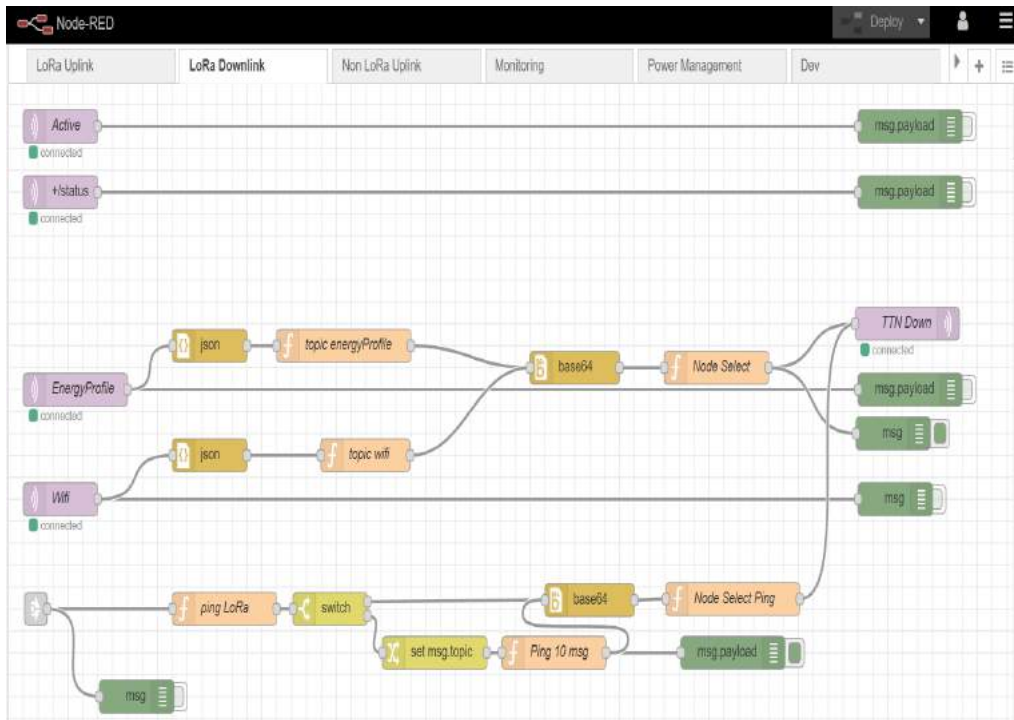 Node-RED
Deploy
LoRa Uplink
LoRa Downlink
Non LoRa Uplink
Monitoring
Power Management
Dev
Active
msg.payload
connected
+/status
msg.payload
connected
TTN Down
json
topic energyProfile
connected
base64
Node Select
EnergyProfile
msg.payload
connected
msg
json
topic wifi
Wifi
msg
connected
base64
Node Select Ping
ping LoRa
switch
set msg.topic
Ping 10 msg
msg.payload
msg